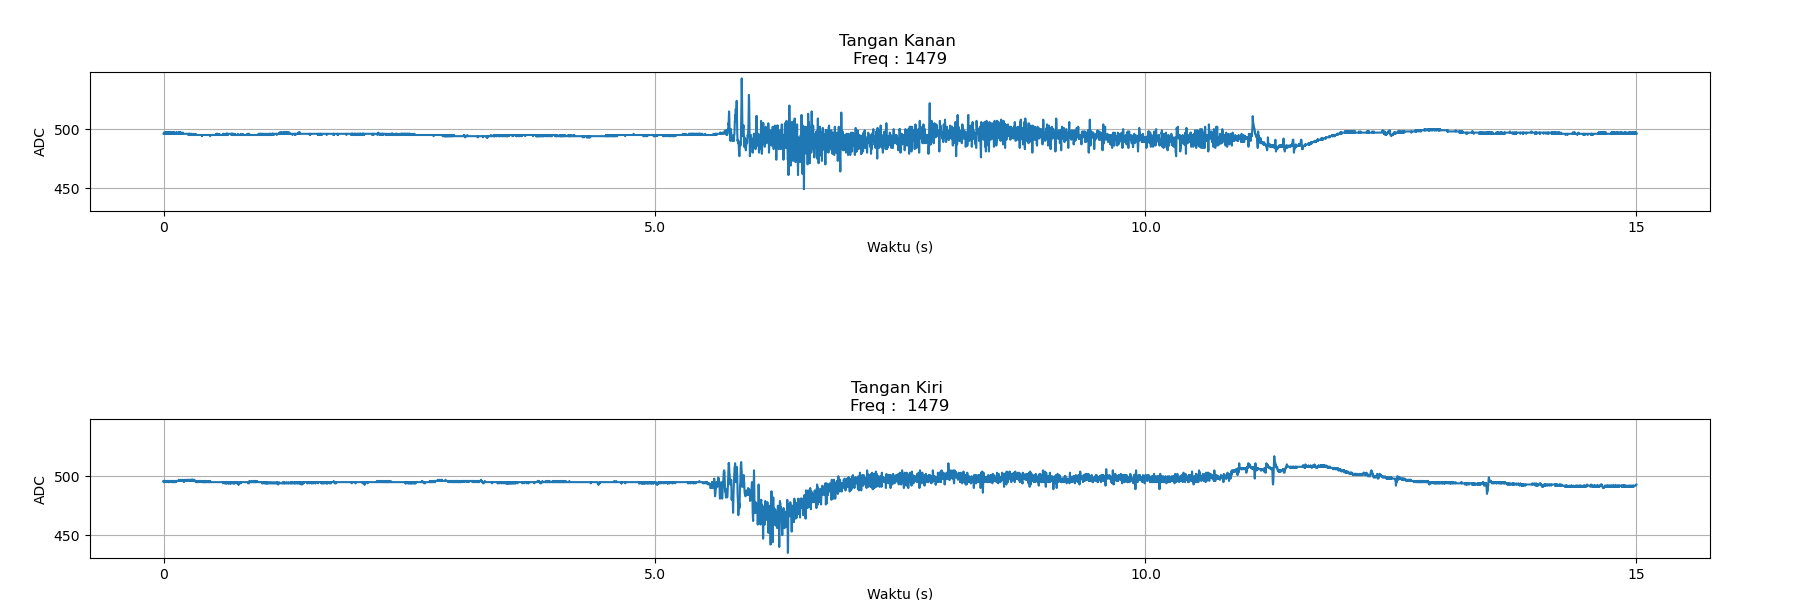 Tangan Kanan
Freq : 1479
ADC
500
450
0 5.0 10.0 15
Waktu (s)
Tangan Kiri
Freq :  1479
ADC
500
450
0 5.0 10.0 15
Waktu (s)